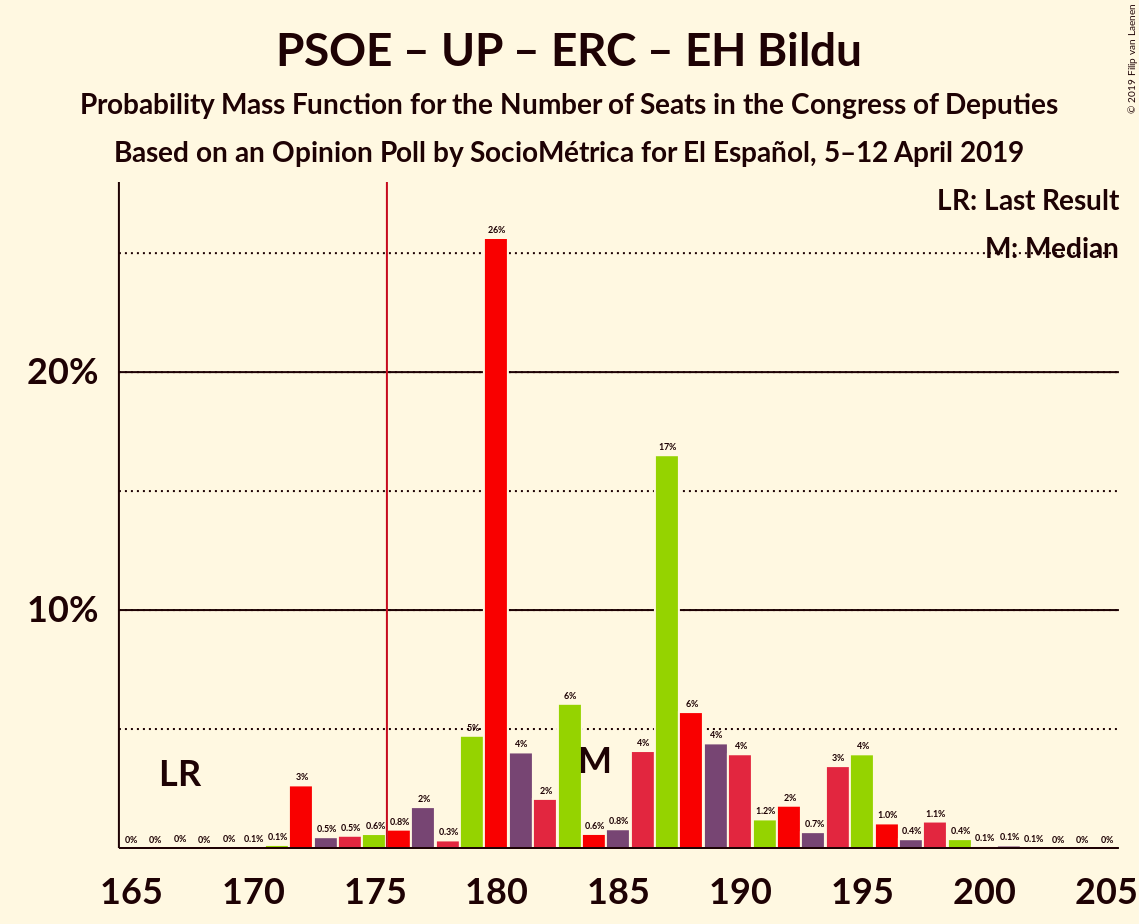 PSOE – UP – ERC – EH Bildu
Probability Mass Function for the Number of Seats in the Congress of Deputies
Based on an Opinion Poll by SocioMétrica for El Español, 5–12 April 2019
© 2019 Filip van Laenen
LR: Last Result
M: Median
20%
10%
LR
M
0% 0% 0% 0% 0% 0.1% 0.1% 3% 0.5% 0.5% 0.6% 0.8% 2% 0.3% 5% 26% 4% 2% 6% 0.6% 0.8% 4% 17% 6% 4% 4% 1.2% 2% 0.7% 3% 4% 1.0% 0.4% 1.1% 0.4% 0.1% 0.1% 0.1% 0% 0% 0%
165 170 175 180 185 190 195 200 205